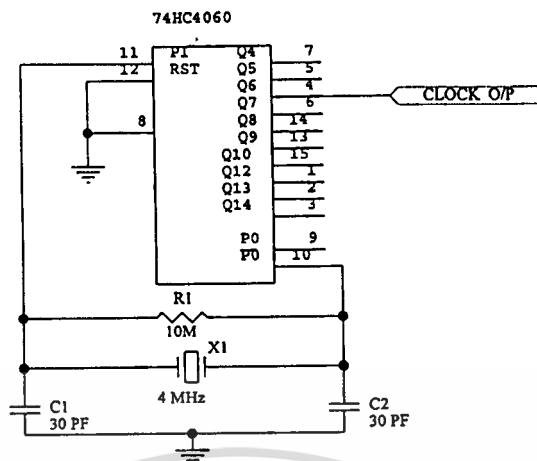 74HC4060
11 PI Q4 7
12 RST Q5 5
Q6 4
Q7 6
CLOCK O/P
8 Q8 14
Q9 13
Q10 15
Q12 1
Q13 2
Q14 3
P0 9
P0 10
R1
10M
X1
4 MHz
C1
30 PF
C2
30 PF